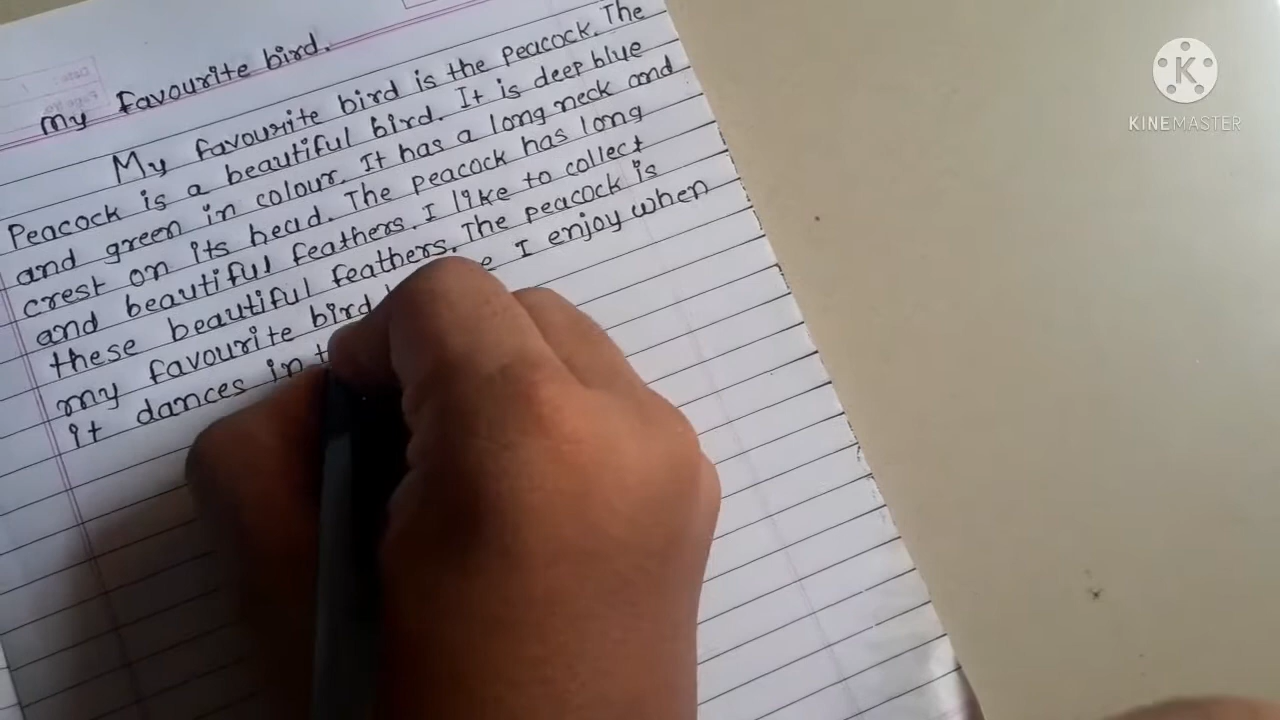 My Favourite bird.
My favourite bird is the peacock. The
Peacock is a beautiful bird. It is deep blue
and green in colour. It has a long neck and
crest on its head. The peacock has long
and beautiful feathers. I like to collect
these beautiful feathers. The peacock is
my favourite bird I enjoy when
it dances in
KINEMASTER